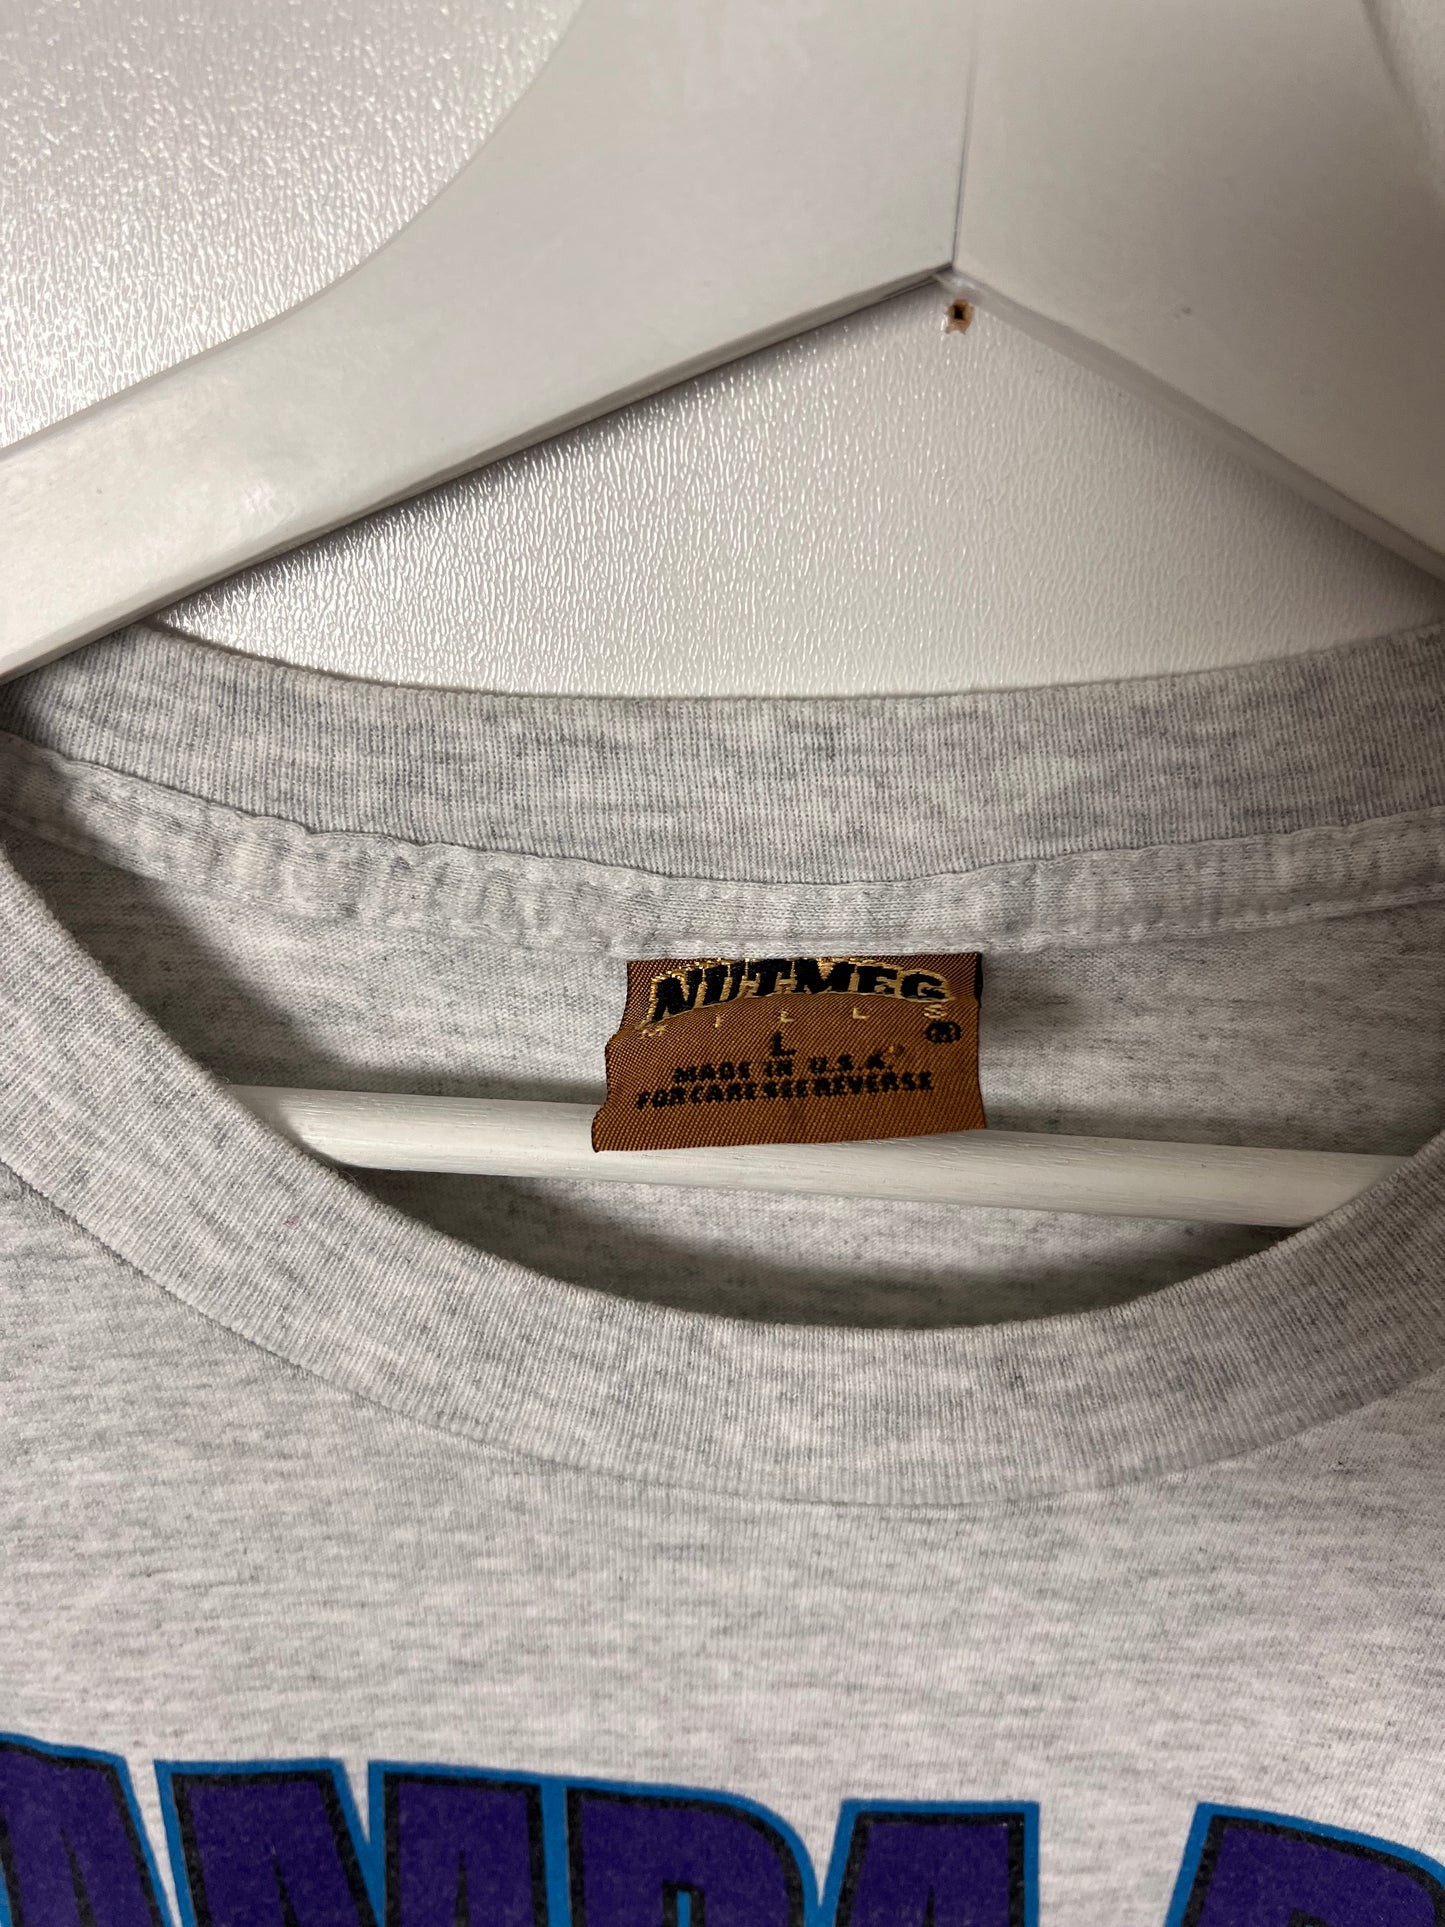 NUTMEG
MILLS
L
MADE IN U.S.A.
FOR CARE SEE REVERSE